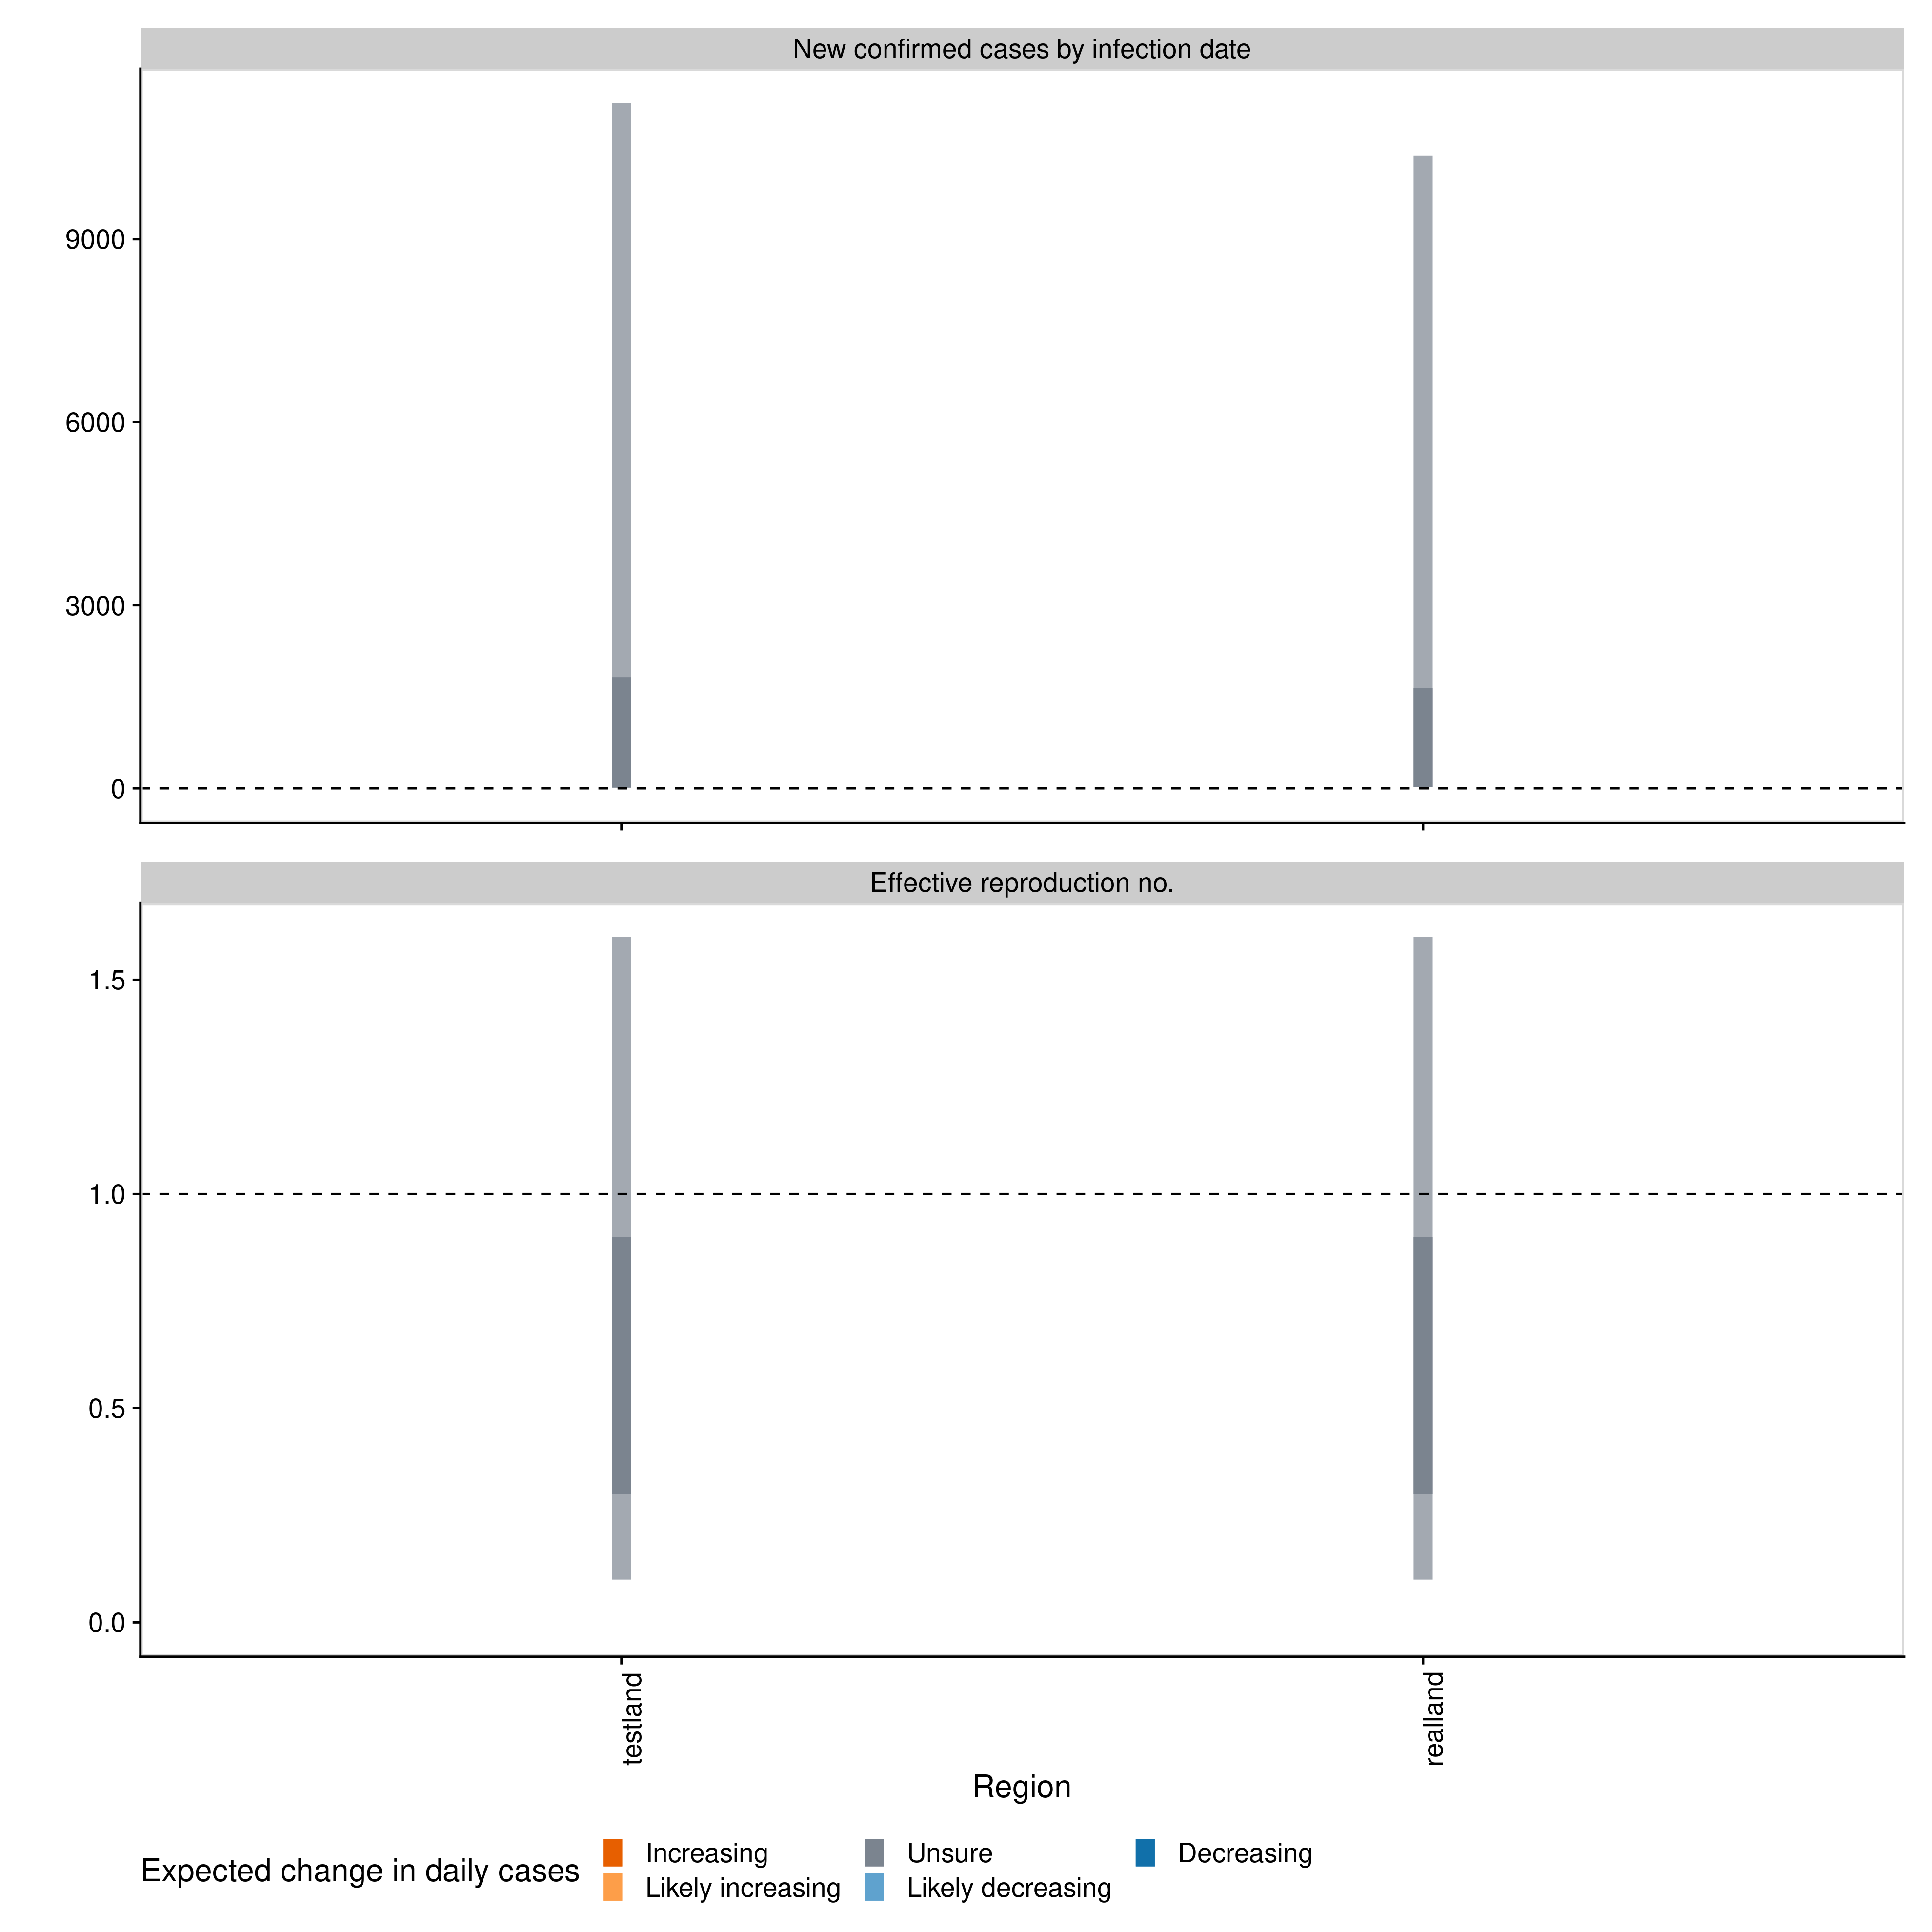 New confirmed cases by infection date
9000
6000
3000
0
Effective reproduction no.
1.5
1.0
0.5
0.0
testland
realland
Region
Expected change in daily cases
Increasing
Unsure
Decreasing
Likely increasing
Likely decreasing